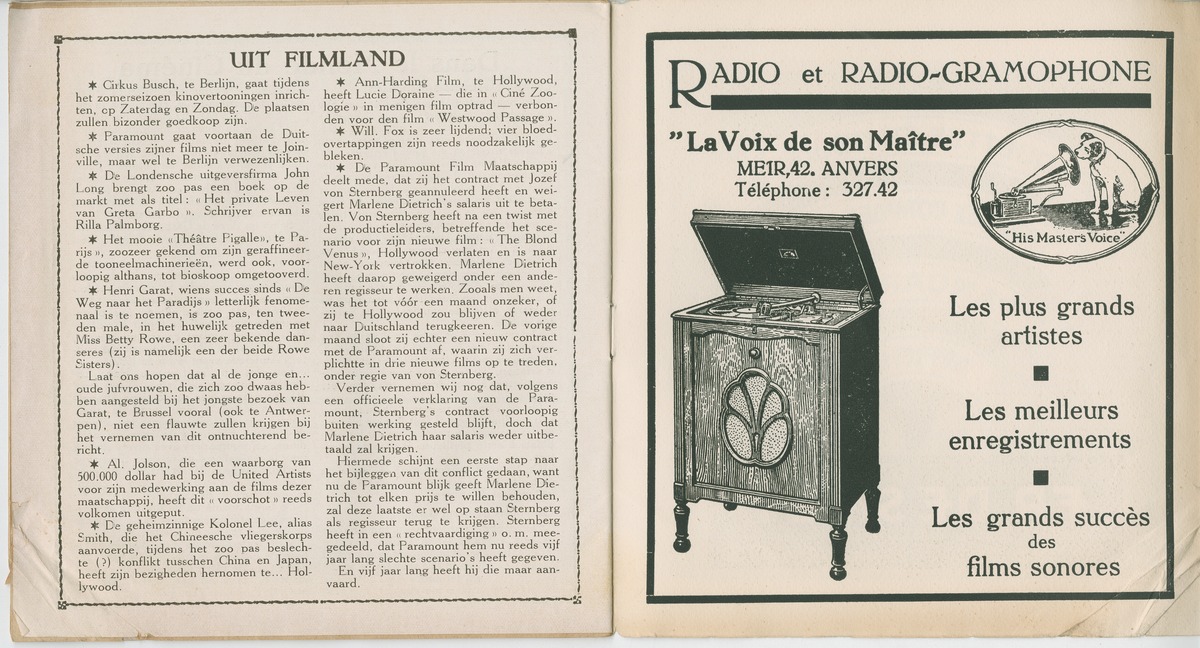 UIT FILMLAND
✶ Cirkus Busch, te Berlijn, gaat tijdens
het zomerseizoen kinovertooningen inrich-
ten, op Zaterdag en Zondag. De plaatsen
zullen bizonder goedkoop zijn.
✶ Paramount gaat voortaan de Duit-
sche versies zijner films niet meer te Join-
ville, maar wel te Berlijn verwezenlijken.
✶ De Londensche uitgeversfirma John
Long brengt zoo pas een boek op de
markt met als titel: « Het private Leven
van Greta Garbo ». Schrijver ervan is
Rilla Palmborg.
✶ Het mooie «Théâtre Pigalle», te Pa-
rijs», zoozeer gekend om zijn geraffineer-
de tooneelmachinerieën, werd ook, voor-
loopig althans, tot bioskoop omgetooverd.
✶ Henri Garat, wiens succes sinds « De
Weg naar het Paradijs » letterlijk fenome-
naal is te noemen, is zoo pas, ten twee-
den male, in het huwelijk getreden met
Miss Betty Rowe, een zeer bekende dan-
seres (zij is namelijk een der beide Rowe
Sisters).
Laat ons hopen dat al de jonge en...
oude jufvrouwen, die zich zoo dwaas heb-
ben aangesteld bij het jongste bezoek van
Garat, te Brussel vooral (ook te Antwer-
pen), niet een flauwte zullen krijgen bij
het vernemen van dit ontnuchterend be-
richt.
✶ Al. Jolson, die een waarborg van
500.000 dollar had bij de United Artists
voor zijn medewerking aan de films dezer
maatschappij, heeft dit « voorschot » reeds
volkomen uitgeput.
✶ De geheimzinnige Kolonel Lee, alias
Smith, die het Chineesche vliegerskorps
aanvoerde, tijdens het zoo pas beslech-
te (?) konflikt tusschen China en Japan,
heeft zijn bezigheden hernomen te... Hol-
lywood.
✶ Ann-Harding Film, te Hollywood,
heeft Lucie Doraine — die in « Ciné Zoo-
logie » in menigen film optrad — verbon-
den voor den film « Westwood Passage ».
✶ Will. Fox is zeer lijdend; vier bloed-
overtappingen zijn reeds noodzakelijk ge-
bleken.
✶ De Paramount Film Maatschappij
deelt mede, dat zij het contract met Jozef
von Sternberg geannuleerd heeft en wei-
gert Marlene Dietrich's salaris uit te beta-
len. Von Sternberg heeft na een twist met
de productieleiders, betreffende het sce-
nario voor zijn nieuwe film: « The Blond
Venus », Hollywood verlaten en is naar
New-York vertrokken. Marlene Dietrich
heeft daarop geweigerd onder een ande-
ren regisseur te werken. Zooals men weet,
was het tot vóór een maand onzeker, of
zij te Hollywood zou blijven of weder
naar Duitschland terugkeeren. De vorige
maand sloot zij echter een nieuw contract
met de Paramount af, waarin zij zich ver-
plichtte in drie nieuwe films op te treden,
onder regie van von Sternberg.
Verder vernemen wij nog dat, volgens
een officieele verklaring van de Para-
mount, Sternberg's contract voorloopig
buiten werking gesteld blijft, doch dat
Marlene Dietrich haar salaris weder uitbe-
taald zal krijgen.
Hiermede schijnt een eerste stap naar
het bijleggen van dit conflict gedaan, want
nu de Paramount blijk geeft Marlene Die-
trich tot elken prijs te willen behouden,
zal deze laatste er wel op staan Sternberg
als regisseur terug te krijgen. Sternberg
heeft in een « rechtvaardiging » o. m. mee-
gedeeld, dat Paramount hem nu reeds vijf
jaar lang slechte scenario's heeft gegeven.
En vijf jaar lang heeft hij die maar aan-
vaard.
RADIO et RADIO-GRAMOPHONE
"La Voix de son Maître"
MEIR, 42. ANVERS
Téléphone: 327.42
"His Master's Voice"
Les plus grands
artistes
Les meilleurs
enregistrements
Les grands succès
des
films sonores